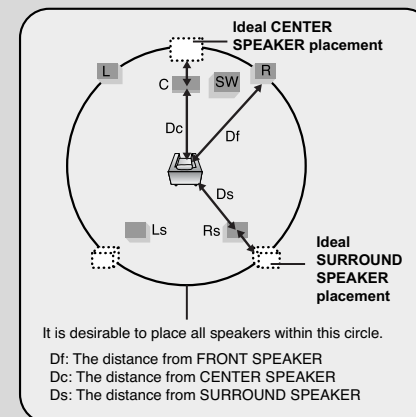 Ideal CENTER
SPEAKER placement
L
R
C
SW
Dc
Df
Ds
Ls
Rs
Ideal
SURROUND
SPEAKER
placement
It is desirable to place all speakers within this circle.
Df: The distance from FRONT SPEAKER
Dc: The distance from CENTER SPEAKER
Ds: The distance from SURROUND SPEAKER